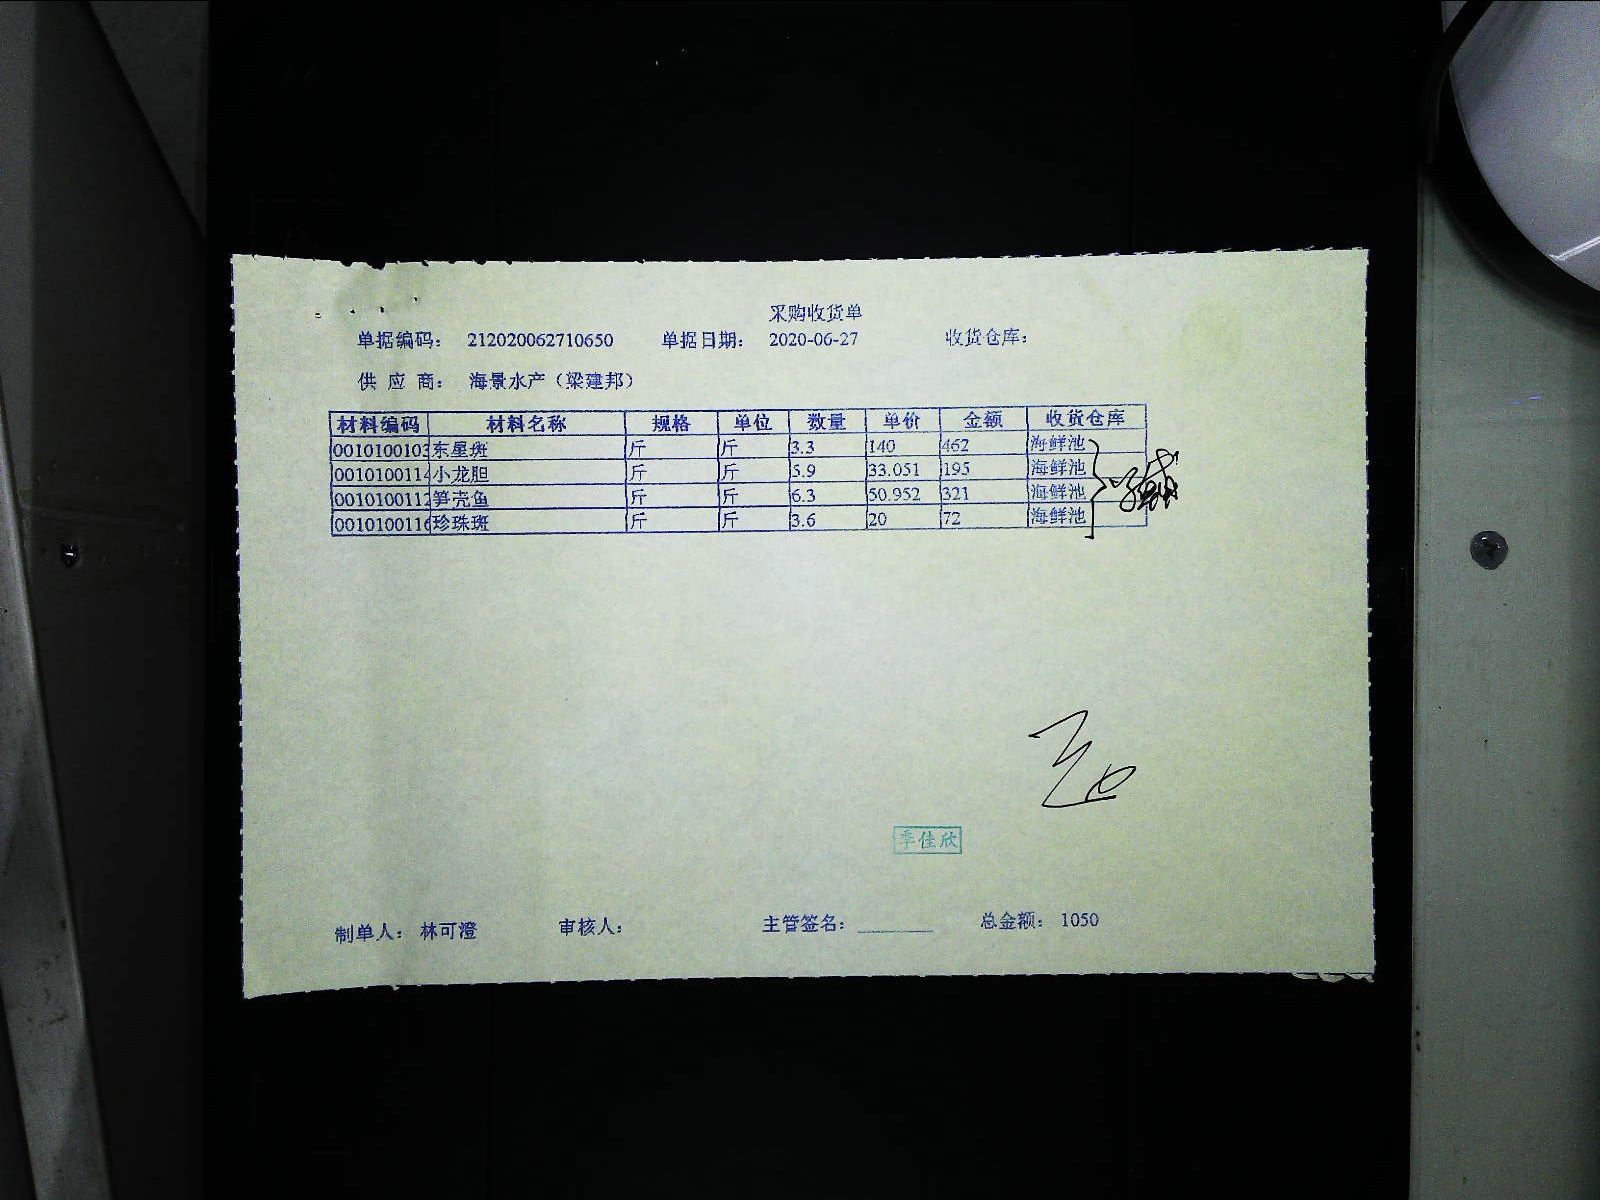 采购收货单
单据编码： 212020062710650 单据日期： 2020-06-27 收货仓库：
供 应 商： 海景水产（梁建邦）
材料编码 材料名称 规格 单位 数量 单价 金额 收货仓库
0010100103 东星斑 斤 斤 3.3 140 462 海鲜池
0010100114 小龙胆 斤 斤 5.9 33.051 195 海鲜池
0010100112 笋壳鱼 斤 斤 6.3 50.952 321 海鲜池
0010100116 珍珠斑 斤 斤 3.6 20 72 海鲜池
季佳欣
制单人： 林可澄 审核人： 主管签名： ________ 总金额： 1050